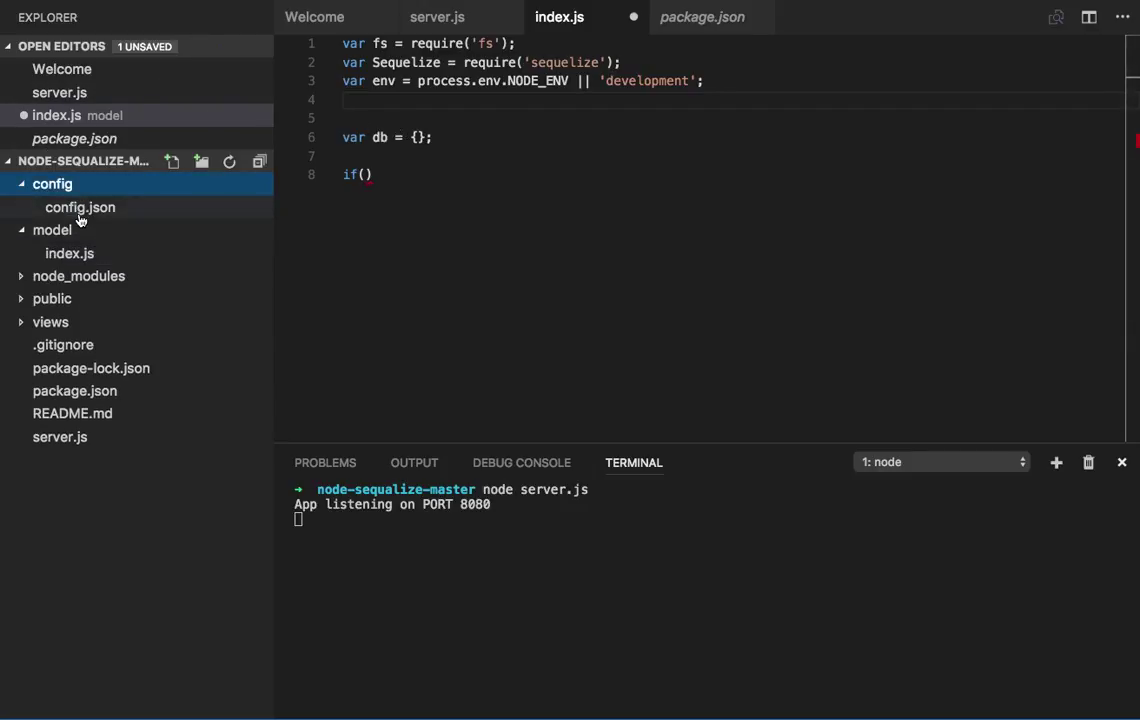 EXPLORER
OPEN EDITORS 1 UNSAVED
Welcome
server.js
index.js model
package.json
NODE-SEQUALIZE-M...
config
config.json
model
index.js
node_modules
public
views
.gitignore
package-lock.json
package.json
README.md
server.js
Welcome server.js index.js package.json
1 var fs = require('fs');
2 var Sequelize = require('sequelize');
3 var env = process.env.NODE_ENV || 'development';
4
5
6 var db = {};
7
8 if()
PROBLEMS OUTPUT DEBUG CONSOLE TERMINAL 1: node
→ node-sequalize-master node server.js
App listening on PORT 8080